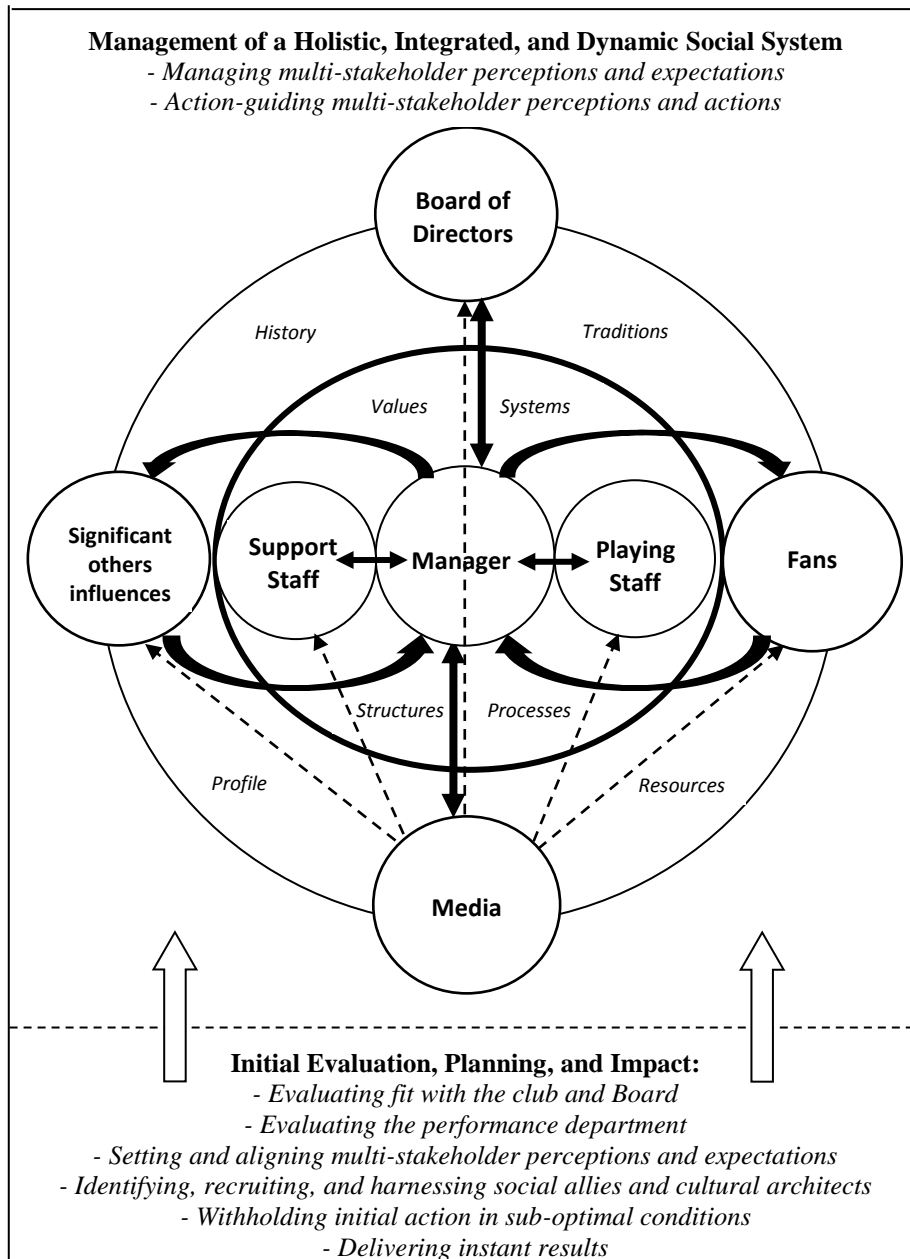 Management of a Holistic, Integrated, and Dynamic Social System
- Managing multi-stakeholder perceptions and expectations
- Action-guiding multi-stakeholder perceptions and actions
Board of
Directors
History
Traditions
Values
Systems
Significant
others
influences
Support
Staff
Manager
Playing
Staff
Fans
Structures
Processes
Profile
Resources
Media
Initial Evaluation, Planning, and Impact:
- Evaluating fit with the club and Board
- Evaluating the performance department
- Setting and aligning multi-stakeholder perceptions and expectations
- Identifying, recruiting, and harnessing social allies and cultural architects
- Withholding initial action in sub-optimal conditions
- Delivering instant results